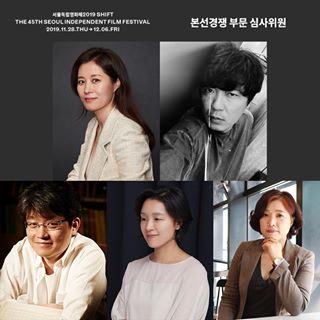 서울독립영화제2019 SHIFT
THE 45TH SEOUL INDEPENDENT FILM FESTIVAL
2019.11.28.THU→12.06.FRI
본선경쟁 부문 심사위원